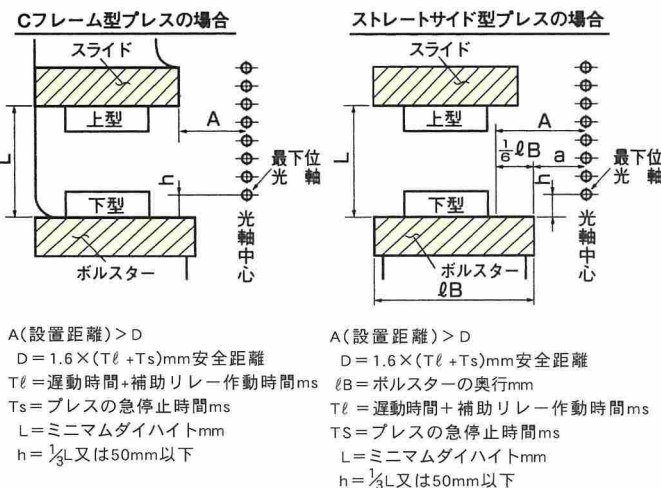 Cフレーム型プレスの場合
スライド
上型
A
L
h
最下位
光軸
下型
光軸中心
ボルスター
A(設置距離)>D
D=1.6×(Tℓ+Ts)mm安全距離
Tℓ=遅動時間+補助リレー作動時間ms
Ts=プレスの急停止時間ms
L=ミニマムダイハイトmm
h=⅓L又は50mm以下
ストレートサイド型プレスの場合
スライド
上型
A
L
1/6 ℓB
a
h
最下位
光軸
下型
光軸中心
ボルスター
ℓB
A(設置距離)>D
D=1.6×(Tℓ+Ts)mm安全距離
ℓB=ボルスターの奥行mm
Tℓ=遅動時間+補助リレー作動時間ms
TS=プレスの急停止時間ms
L=ミニマムダイハイトmm
h=⅓L又は50mm以下